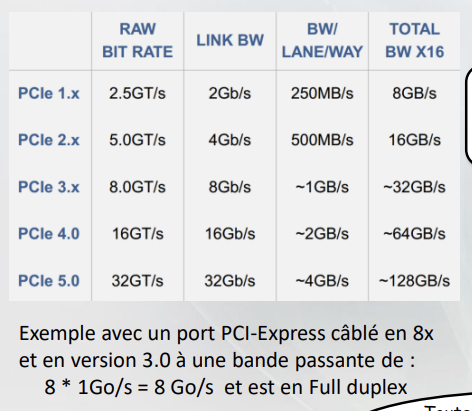 RAW BIT RATE LINK BW BW/ LANE/WAY TOTAL BW X16
PCIe 1.x 2.5GT/s 2Gb/s 250MB/s 8GB/s
PCIe 2.x 5.0GT/s 4Gb/s 500MB/s 16GB/s
PCIe 3.x 8.0GT/s 8Gb/s ~1GB/s ~32GB/s
PCIe 4.0 16GT/s 16Gb/s ~2GB/s ~64GB/s
PCIe 5.0 32GT/s 32Gb/s ~4GB/s ~128GB/s
Exemple avec un port PCI-Express câblé en 8x
et en version 3.0 à une bande passante de :
8 * 1Go/s = 8 Go/s et est en Full duplex